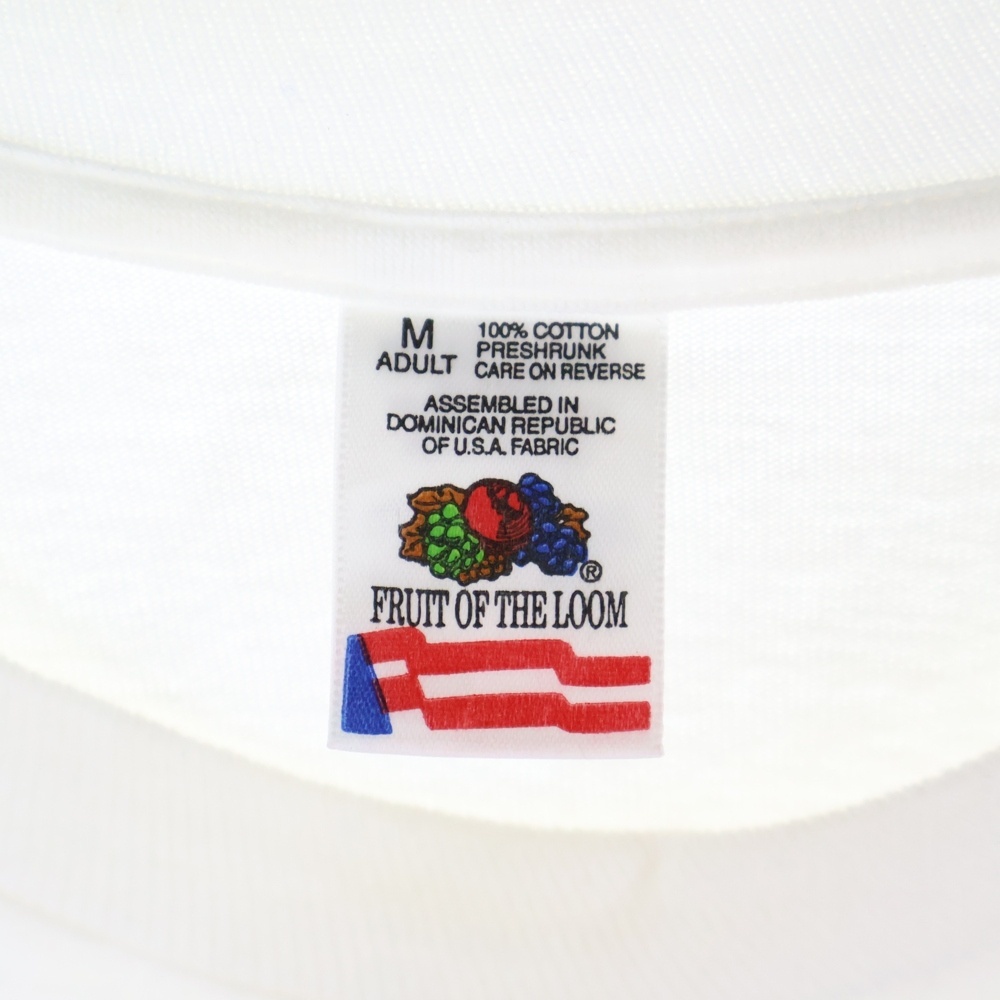 M
ADULT
100% COTTON
PRESHRUNK
CARE ON REVERSE
ASSEMBLED IN
DOMINICAN REPUBLIC
OF U.S.A. FABRIC
®
FRUIT OF THE LOOM